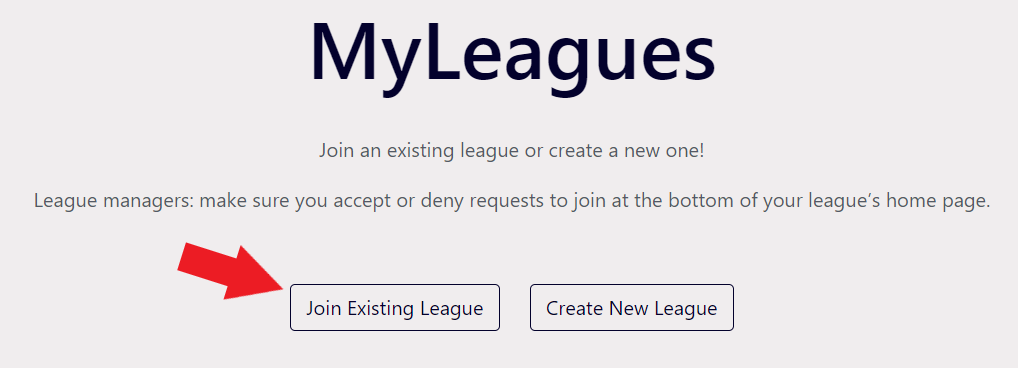 MyLeagues
Join an existing league or create a new one!
League managers: make sure you accept or deny requests to join at the bottom of your league’s home page.
Join Existing League
Create New League